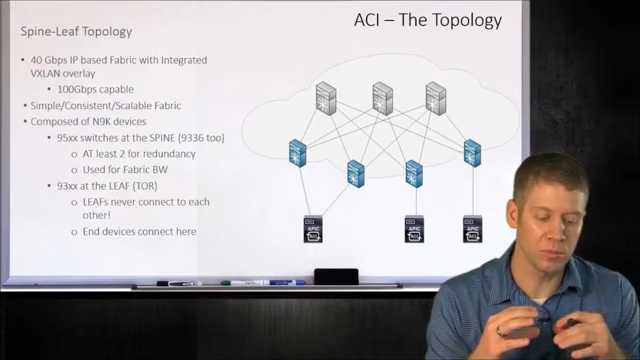 ACI – The Topology
Spine-Leaf Topology
• 40 Gbps IP based Fabric with Integrated
VXLAN overlay
o 100Gbps capable
• Simple/Consistent/Scalable Fabric
• Composed of N9K devices
• 95xx switches at the SPINE (9336 too)
o AT least 2 for redundancy
o Used for Fabric BW
• 93xx at the LEAF (TOR)
o LEAFs never connect to each
other!
o End devices connect here
APIC
ACI
APIC
ACI
APIC
ACI